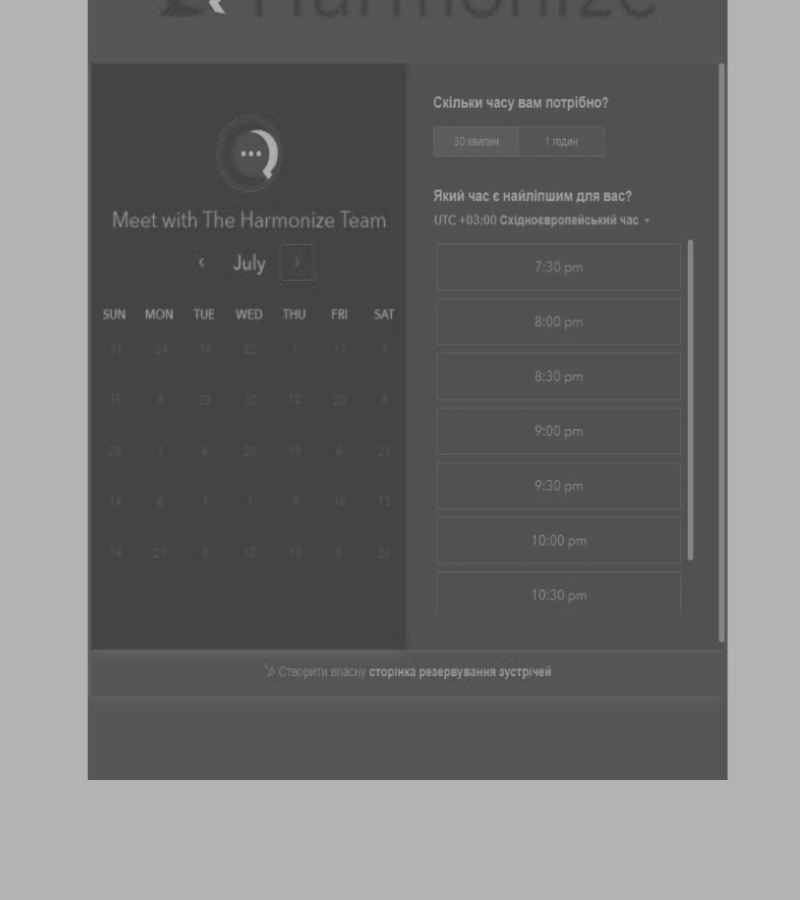 Harmonize
Meet with The Harmonize Team
July
SUN MON TUE WED THU FRI SAT
31 24 16 22 1 17 7
15 6 28 30 12 20 8
28 1 4 20 19 6 21
14 4 1 1 9 16 13
14 27 4 12 10 6 26
Скільки часу вам потрібно?
30 хвилин 1 годин
Який час є найліпшим для вас?
UTC +03:00 Східноєвропейський час
7:30 pm
8:00 pm
8:30 pm
9:00 pm
9:30 pm
10:00 pm
10:30 pm
Створити власну сторінка резервування зустрічей